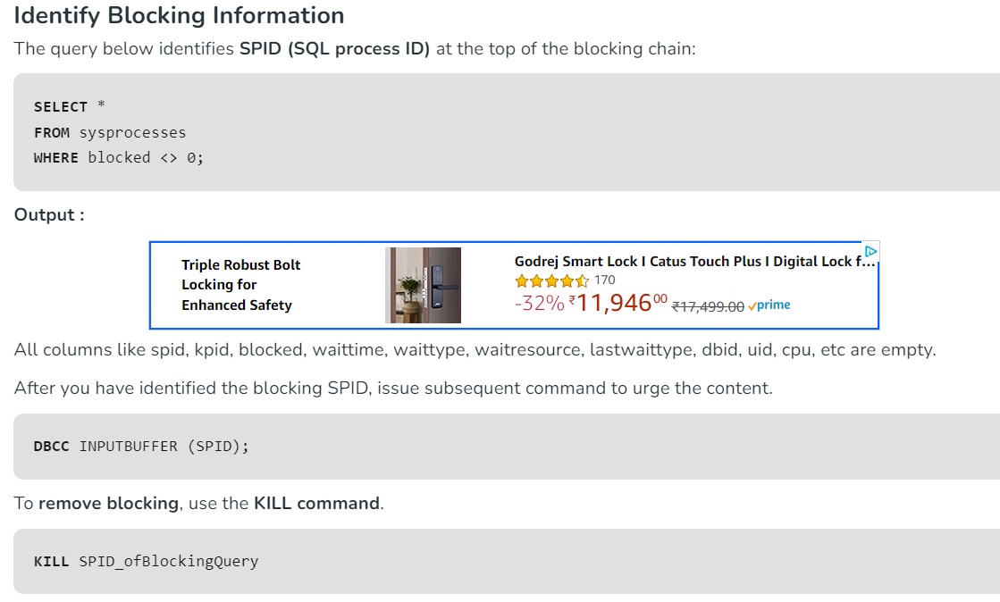 Identify Blocking Information
The query below identifies SPID (SQL process ID) at the top of the blocking chain:
SELECT *
FROM sysprocesses
WHERE blocked <> 0;
Output :
Triple Robust Bolt
Locking for
Enhanced Safety
Godrej Smart Lock I Catus Touch Plus I Digital Lock f...
170
-32% ₹11,94600 ₹17,499.00 prime
All columns like spid, kpid, blocked, waittime, waittype, waitresource, lastwaittype, dbid, uid, cpu, etc are empty.
After you have identified the blocking SPID, issue subsequent command to urge the content.
DBCC INPUTBUFFER (SPID);
To remove blocking, use the KILL command.
KILL SPID_ofBlockingQuery